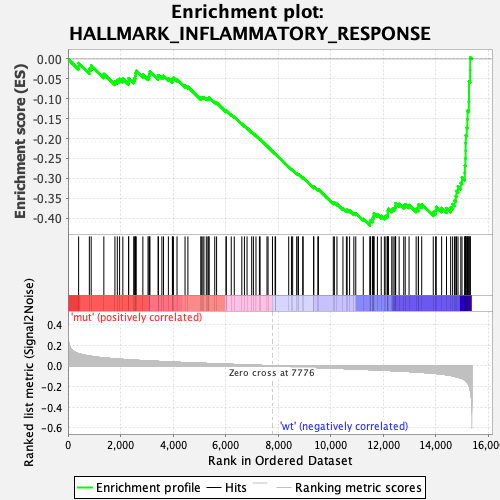 Enrichment plot:
HALLMARK_INFLAMMATORY_RESPONSE
Enrichment score (ES)
0.00
-0.05
-0.10
-0.15
-0.20
-0.25
-0.30
-0.35
-0.40
'mut' (positively correlated)
Ranked list metric (Signal2Noise)
0.4
0.2
0.0
-0.2
-0.4
-0.6
Zero cross at 7776
'wt' (negatively correlated)
0
2,000
4,000
6,000
8,000
10,000
12,000
14,000
16,000
Rank in Ordered Dataset
Enrichment profile
Hits
Ranking metric scores